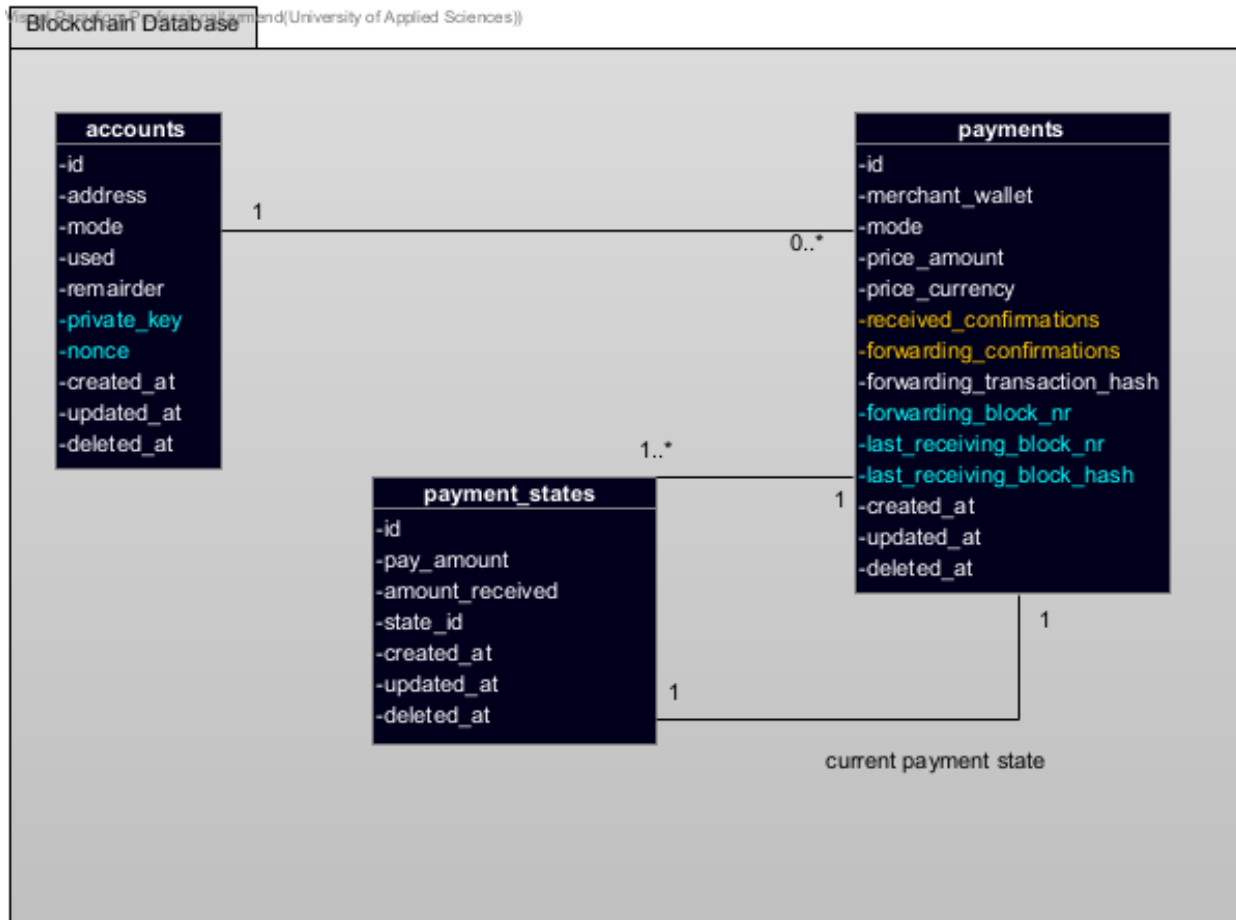 armend(University of Applied Sciences))
Blockchain Database
accounts
-id
-address
-mode
-used
-remairder
-private_key
-nonce
-created_at
-updated_at
-deleted_at
1
0..*
payments
-id
-merchant_wallet
-mode
-price_amount
-price_currency
-received_confirmations
-forwarding_confirmations
-forwarding_transaction_hash
-forwarding_block_nr
-last_receiving_block_nr
-last_receiving_block_hash
-created_at
-updated_at
-deleted_at
1..*
1
payment_states
-id
-pay_amount
-amount_received
-state_id
-created_at
-updated_at
-deleted_at
1
1
current payment state